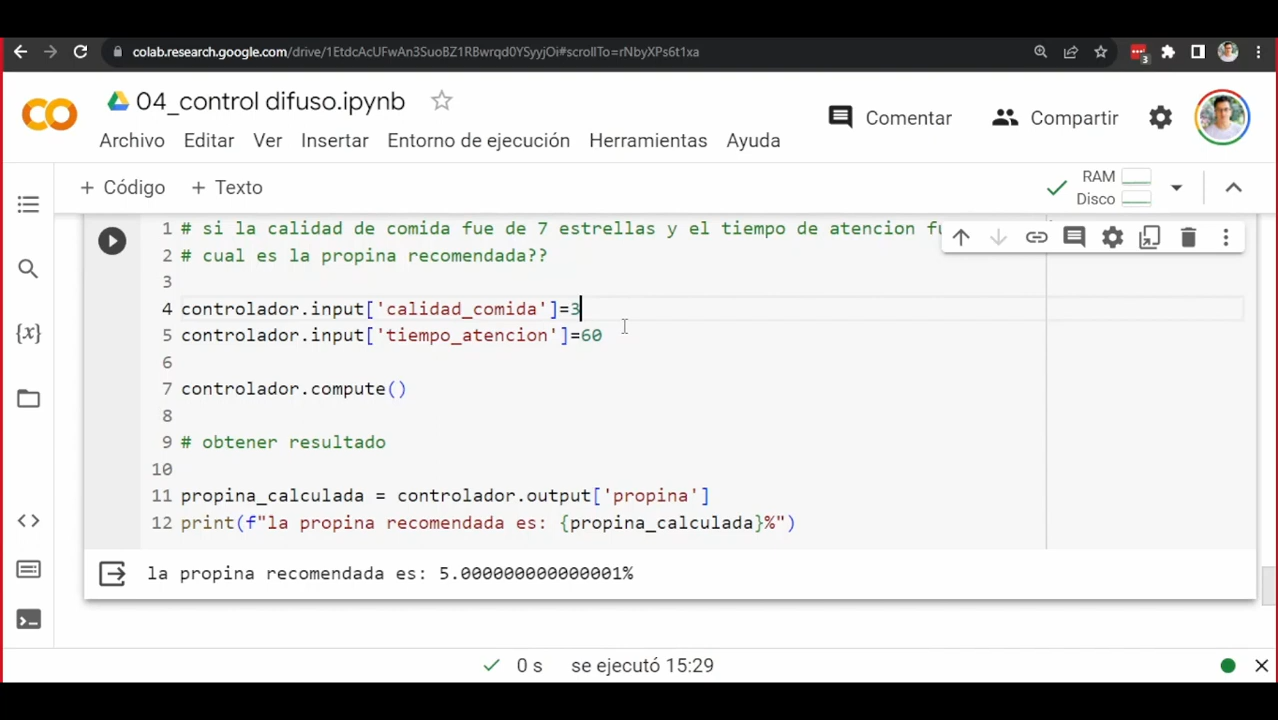 colab.research.google.com/drive/1EtdcAcUFwAn3SuoBZ1RBwrqd0YSyyjOi#scrollTo=rNbyXPs6t1xa
3
04_control difuso.ipynb
Comentar
Compartir
Archivo Editar Ver Insertar Entorno de ejecución Herramientas Ayuda
+ Código + Texto
RAM
Disco
1 # si la calidad de comida fue de 7 estrellas y el tiempo de atencion fu
2 # cual es la propina recomendada??
3
4 controlador.input['calidad_comida']=3
5 controlador.input['tiempo_atencion']=60
6
7 controlador.compute()
8
9 # obtener resultado
10
11 propina_calculada = controlador.output['propina']
12 print(f"la propina recomendada es: {propina_calculada}%")
la propina recomendada es: 5.000000000000001%
{x}
0 s se ejecutó 15:29